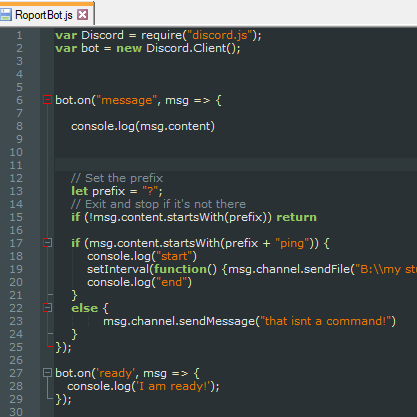 RoportBot.js
1 var Discord = require("discord.js");
2 var bot = new Discord.Client();
3
4
5
6 bot.on("message", msg => {
7
8 console.log(msg.content)
9
10
11
12 // Set the prefix
13 let prefix = "?";
14 // Exit and stop if it's not there
15 if (!msg.content.startsWith(prefix)) return
16
17 if (msg.content.startsWith(prefix + "ping")) {
18 console.log("start")
19 setInterval(function() {msg.channel.sendFile("B:\\my stu
20 console.log("end")
21 }
22 else {
23 msg.channel.sendMessage("that isnt a command!")
24 }
25 });
26
27 bot.on('ready', msg => {
28 console.log('I am ready!');
29 });
30